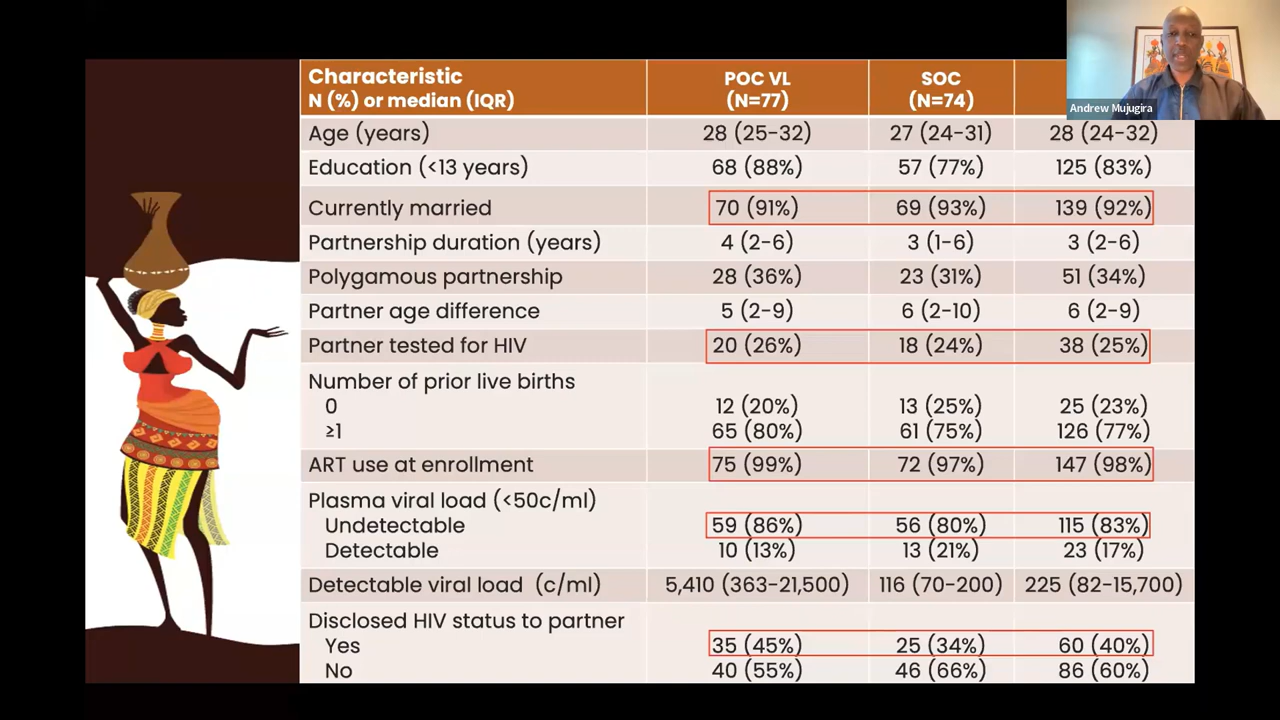 Andrew Mujugira
Characteristic POC VL SOC
N (%) or median (IQR) (N=77) (N=74)
Age (years) 28 (25-32) 27 (24-31) 28 (24-32)
Education (<13 years) 68 (88%) 57 (77%) 125 (83%)
Currently married 70 (91%) 69 (93%) 139 (92%)
Partnership duration (years) 4 (2-6) 3 (1-6) 3 (2-6)
Polygamous partnership 28 (36%) 23 (31%) 51 (34%)
Partner age difference 5 (2-9) 6 (2-10) 6 (2-9)
Partner tested for HIV 20 (26%) 18 (24%) 38 (25%)
Number of prior live births
0 12 (20%) 13 (25%) 25 (23%)
≥1 65 (80%) 61 (75%) 126 (77%)
ART use at enrollment 75 (99%) 72 (97%) 147 (98%)
Plasma viral load (<50c/ml)
Undetectable 59 (86%) 56 (80%) 115 (83%)
Detectable 10 (13%) 13 (21%) 23 (17%)
Detectable viral load (c/ml) 5,410 (363-21,500) 116 (70-200) 225 (82-15,700)
Disclosed HIV status to partner
Yes 35 (45%) 25 (34%) 60 (40%)
No 40 (55%) 46 (66%) 86 (60%)